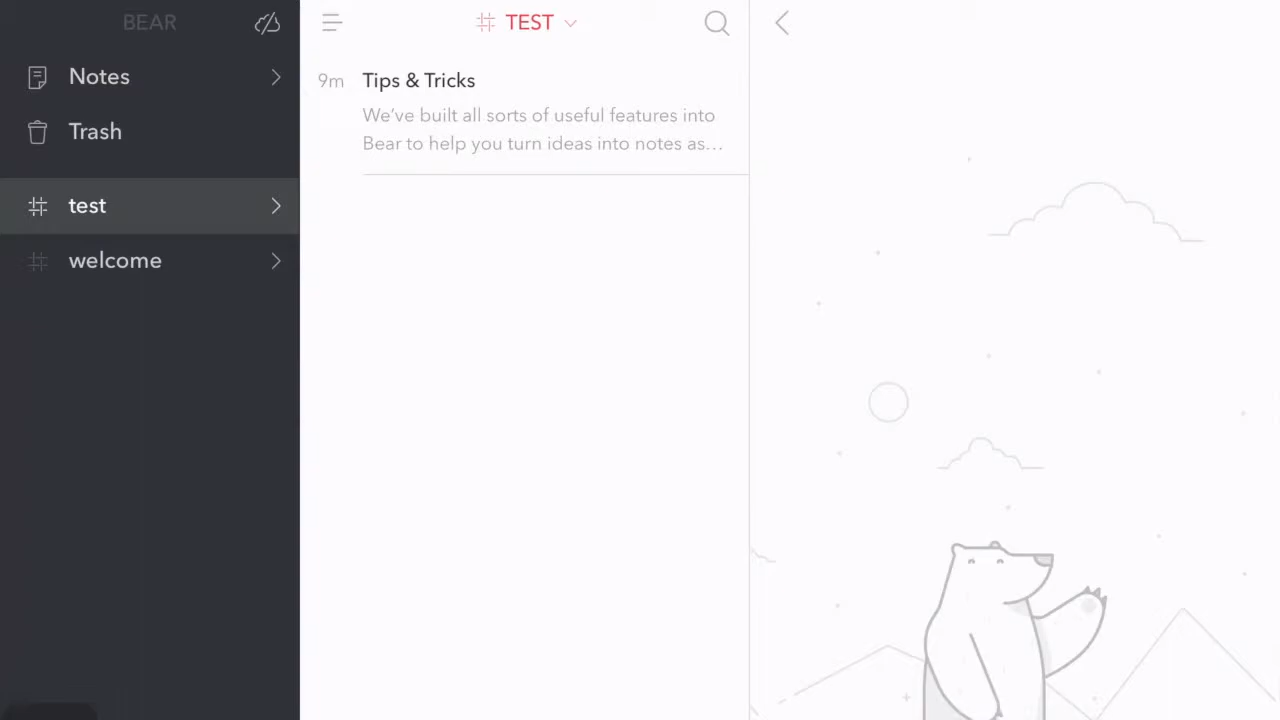 BEAR
Notes
Trash
test
welcome
TEST
9m Tips & Tricks
We've built all sorts of useful features into
Bear to help you turn ideas into notes as…